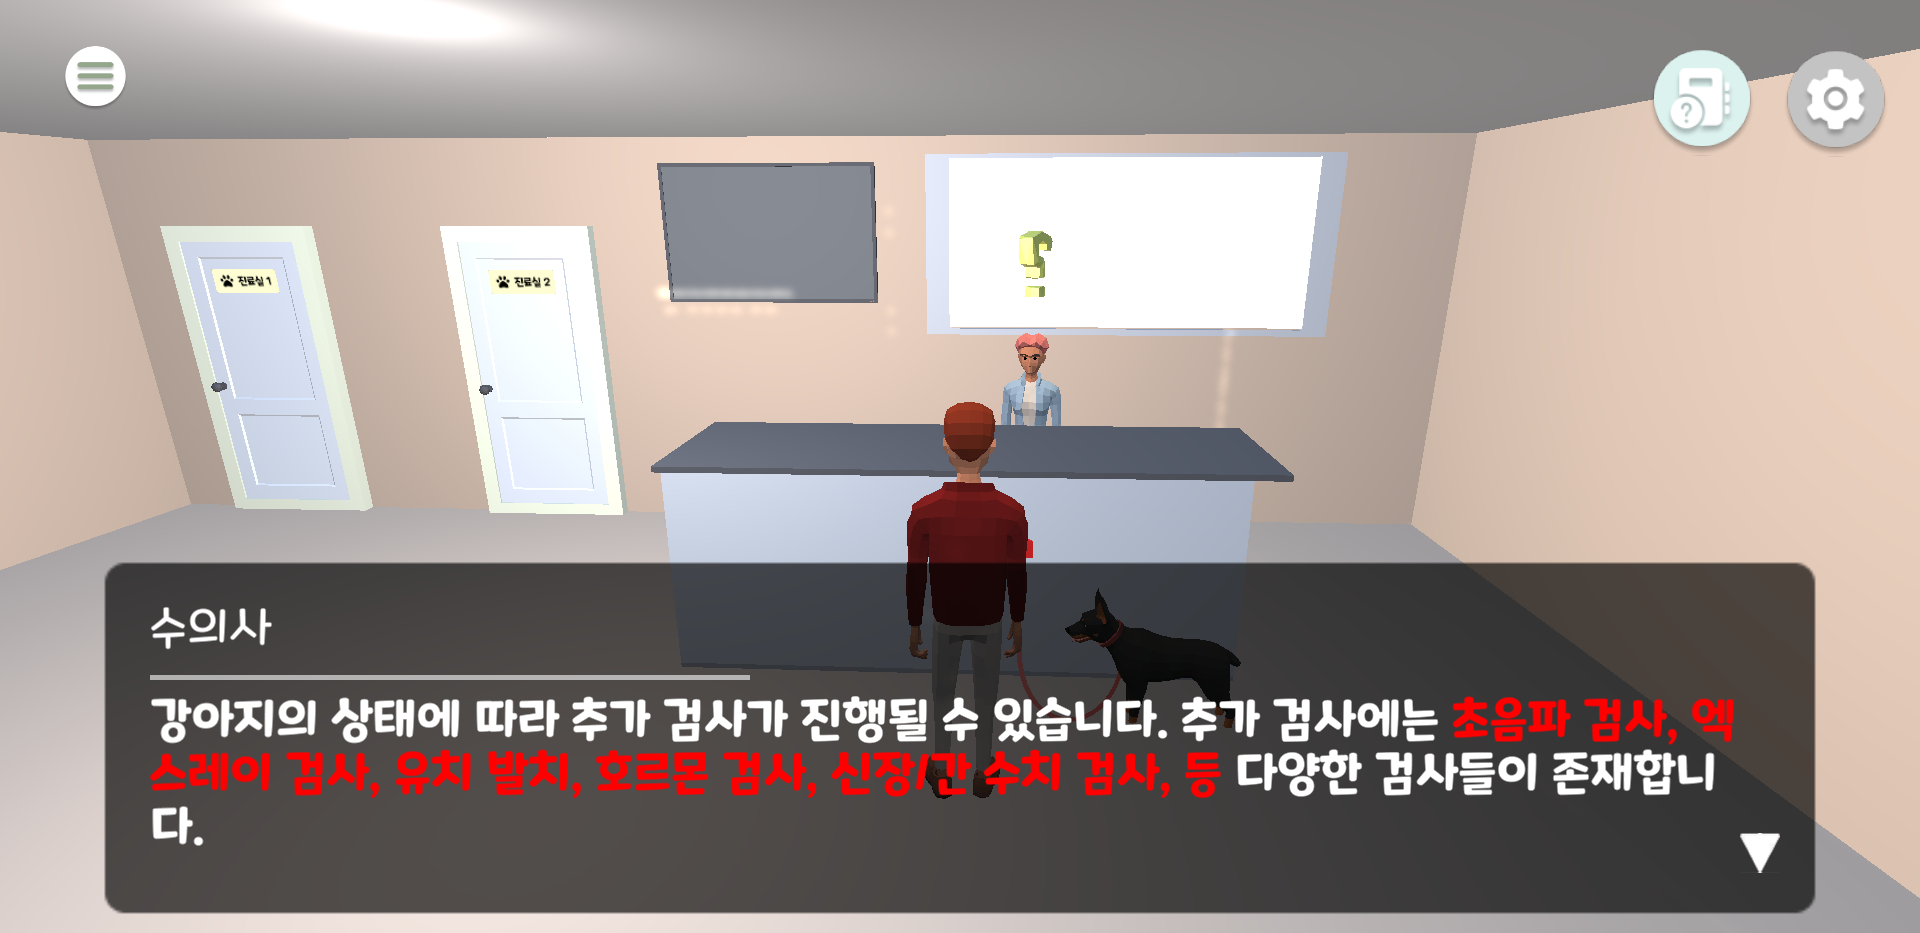 진료실 1
진료실 2
?
수의사
강아지의 상태에 따라 추가 검사가 진행될 수 있습니다. 추가 검사에는 초음파 검사, 엑
스레이 검사, 유치 발치, 호르몬 검사, 신장/간 수치 검사, 등 다양한 검사들이 존재합니
다.